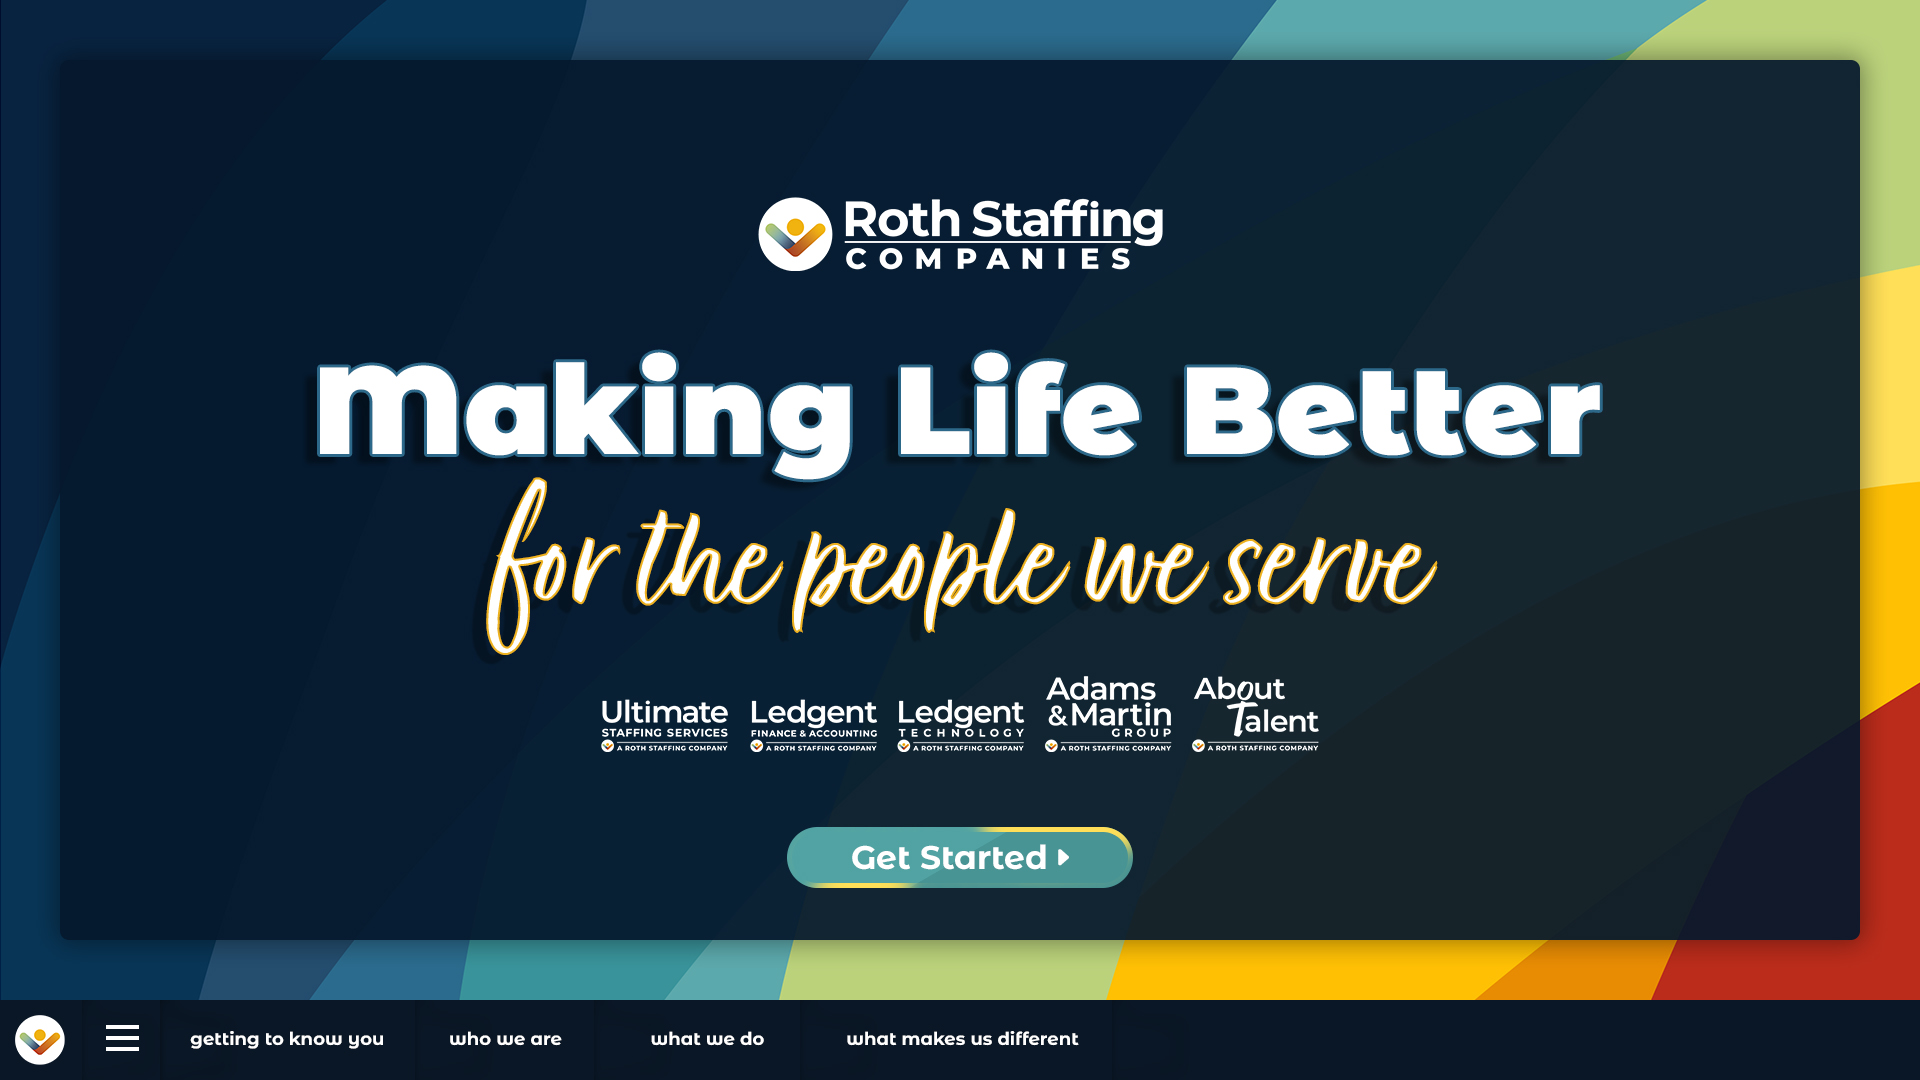 Roth Staffing
COMPANIES
Making Life Better
for the people we serve
Ultimate
STAFFING SERVICES
A ROTH STAFFING COMPANY
Ledgent
FINANCE & ACCOUNTING
A ROTH STAFFING COMPANY
Ledgent
TECHNOLOGY
A ROTH STAFFING COMPANY
Adams
& Martin
GROUP
A ROTH STAFFING COMPANY
About
Talent
A ROTH STAFFING COMPANY
Get Started
getting to know you
who we are
what we do
what makes us different